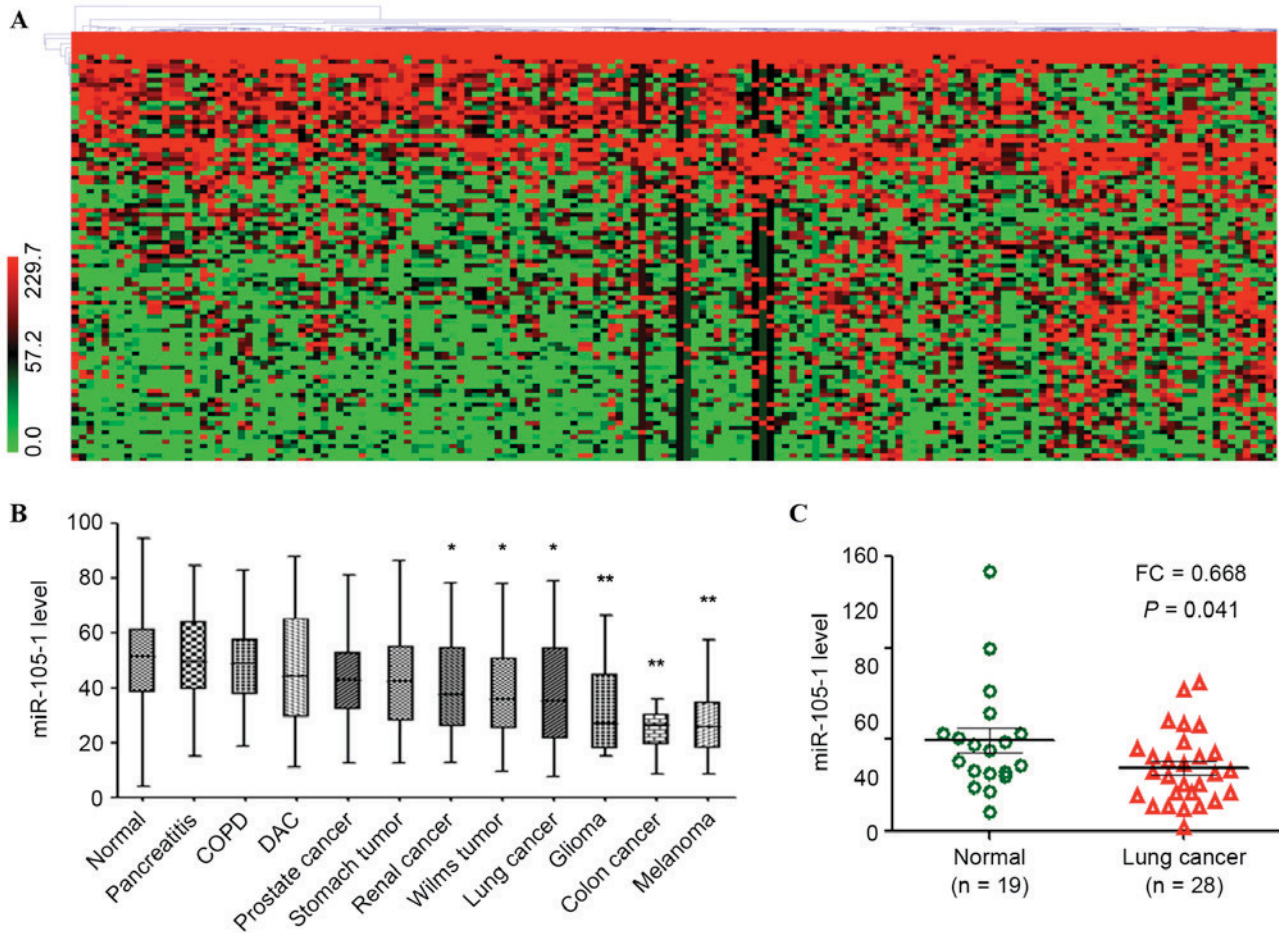 A
229.7
57.2
0.0
B
miR-105-1 level
100
80
60
40
20
0
*
*
*
**
**
**
Normal
Pancreatitis
COPD
DAC
Prostate cancer
Stomach tumor
Renal cancer
Wilms tumor
Lung cancer
Glioma
Colon cancer
Melanoma
C
miR-105-1 level
160
120
80
60
40
0
FC = 0.668
P = 0.041
Normal
(n = 19)
Lung cancer
(n = 28)